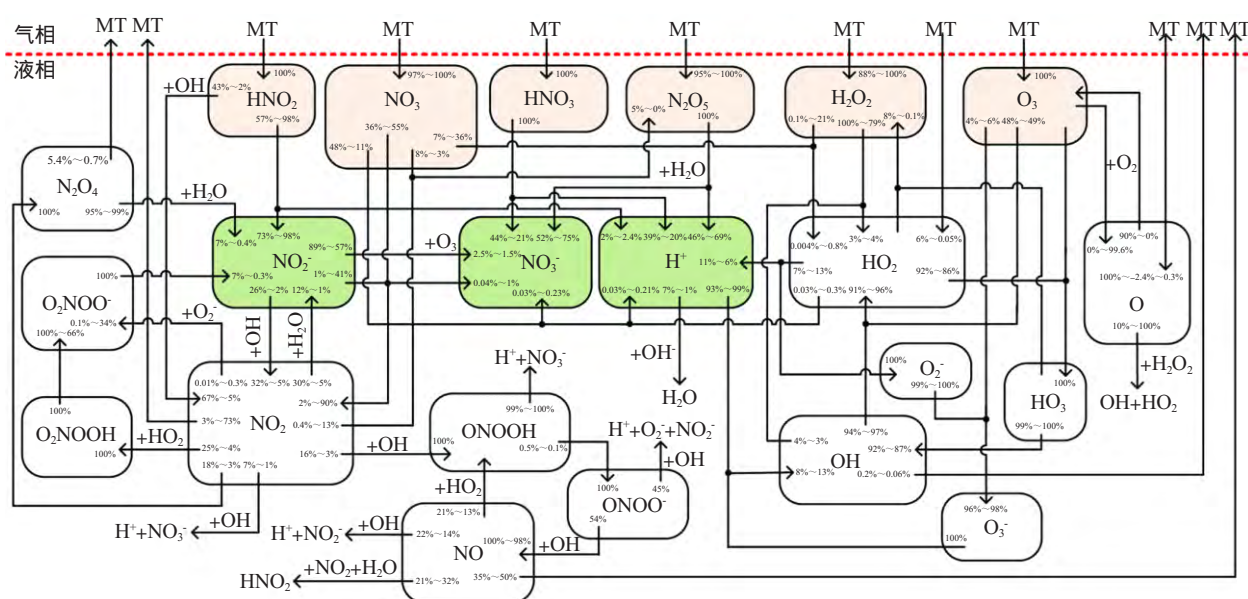 MT MT MT MT MT MT MT MT MT MT MT MT
气相
液相
+OH
43%~2%
100%
HNO₂
57%~98%
97%~100%
NO₃
36%~55%
7%~36%
48%~11%
8%~3%
100%
HNO₃
100%
95%~100%
5%~0%
N₂O₅
100%
88%~100%
H₂O₂
0.1%~21%
100%~79%
8%~0.1%
100%
O₃
4%~6%
48%~49%
5.4%~0.7%
N₂O₄
100%
95%~99%
+H₂O
+H₂O
+O₂
73%~98%
7%~0.4%
89%~57%
NO₂⁻
7%~0.3%
1%~41%
26%~2%
12%~1%
+O₃
44%~21%
52%~75%
2.5%~1.5%
NO₃⁻
0.04%~1%
0.03%~0.23%
2%~2.4%
39%~20%
46%~69%
H⁺
11%~6%
0.03%~0.21%
7%~1%
93%~99%
0.004%~0.8%
3%~4%
6%~0.05%
7%~13%
HO₂
92%~86%
0.03%~0.3%
91%~96%
90%~0%
0%~99.6%
100%~2.4%~0.3%
O
10%~100%
100%
O₂NOO⁻
0.1%~34%
100%~66%
+O₂⁻
+OH
+H₂O
+OH⁻
H₂O
+H₂O₂
OH+HO₂
0.01%~0.3%
32%~5%
30%~5%
67%~5%
2%~90%
3%~73%
NO₂
0.4%~13%
25%~4%
16%~3%
18%~3%
7%~1%
100%
O₂NOOH
100%
+HO₂
+OH
H⁺+NO₃⁻
99%~100%
100%
ONOOH
0.5%~0.1%
H⁺+O₂⁻+NO₂⁻
+OH
100%
45%
ONOO⁻
54%
100%
O₂⁻
99%~100%
100%
HO₃
99%~100%
94%~97%
4%~3%
92%~87%
OH
8%~13%
0.2%~0.06%
96%~98%
O₃⁻
100%
H⁺+NO₃⁻
+OH
+HO₂
21%~13%
H⁺+NO₂⁻
+OH
22%~14%
100%~98%
NO
+OH
HNO₂
+NO₂+H₂O
21%~32%
35%~50%